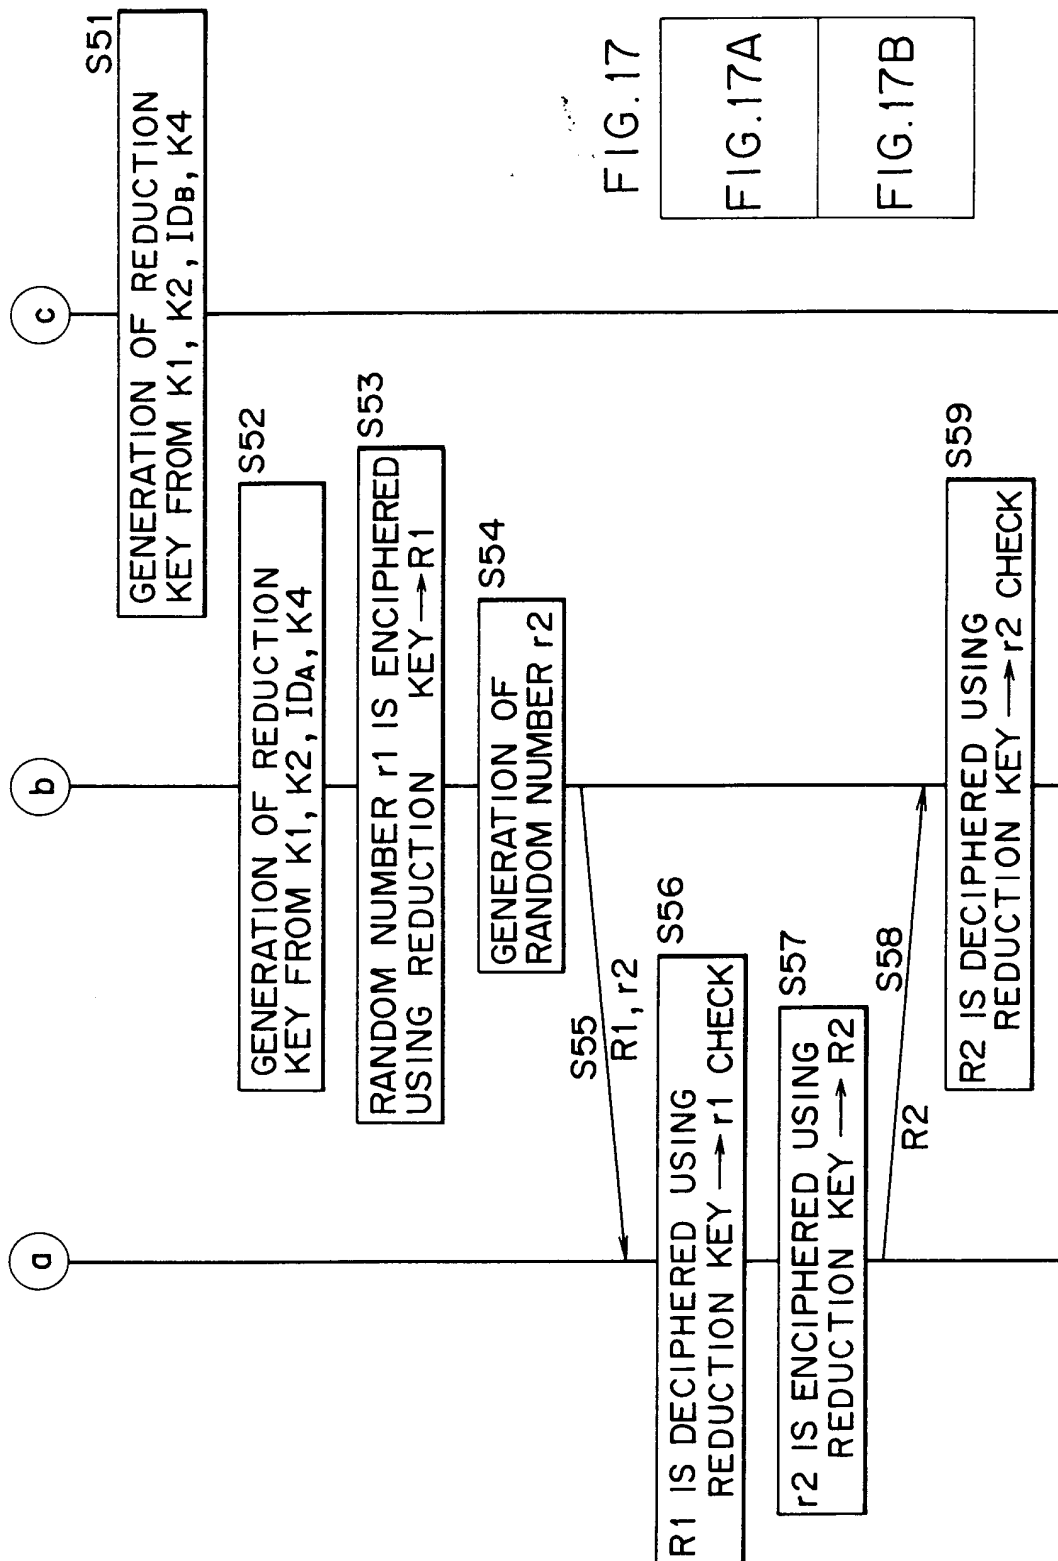 c
b
a
S51
GENERATION OF REDUCTION
KEY FROM K1, K2, IDB, K4
S52
GENERATION OF REDUCTION
KEY FROM K1, K2, IDA, K4
S53
RANDOM NUMBER r1 IS ENCIPHERED
USING REDUCTION KEY→R1
S54
GENERATION OF
RANDOM NUMBER r2
S55
R1, r2
S56
R1 IS DECIPHERED USING
REDUCTION KEY→r1 CHECK
S57
r2 IS ENCIPHERED USING
REDUCTION KEY→R2
S58
R2
S59
R2 IS DECIPHERED USING
REDUCTION KEY→r2 CHECK
FIG.17
FIG.17A
FIG.17B